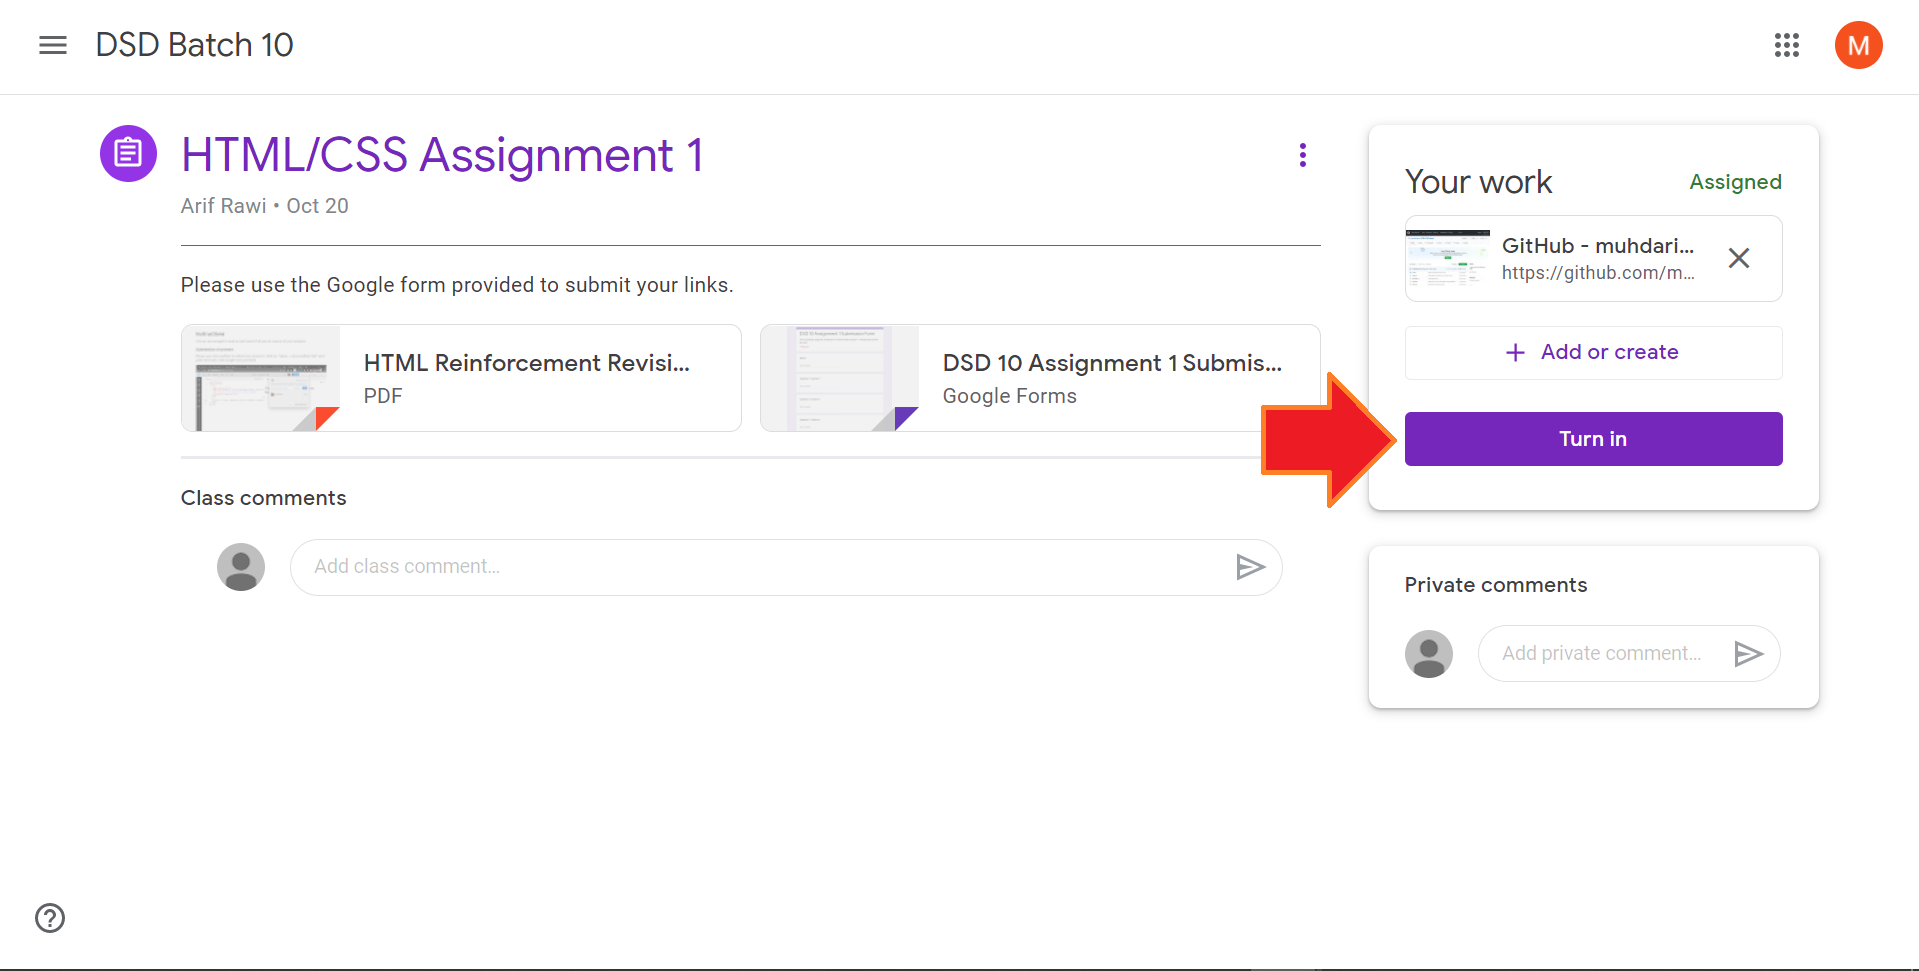 DSD Batch 10
M
HTML/CSS Assignment 1
Arif Rawi • Oct 20
Please use the Google form provided to submit your links.
HTML Reinforcement Revisi...
PDF
DSD 10 Assignment 1 Submis...
Google Forms
Class comments
Add class comment...
Your work
Assigned
GitHub - muhdari...
https://github.com/m...
+ Add or create
Turn in
Private comments
Add private comment...